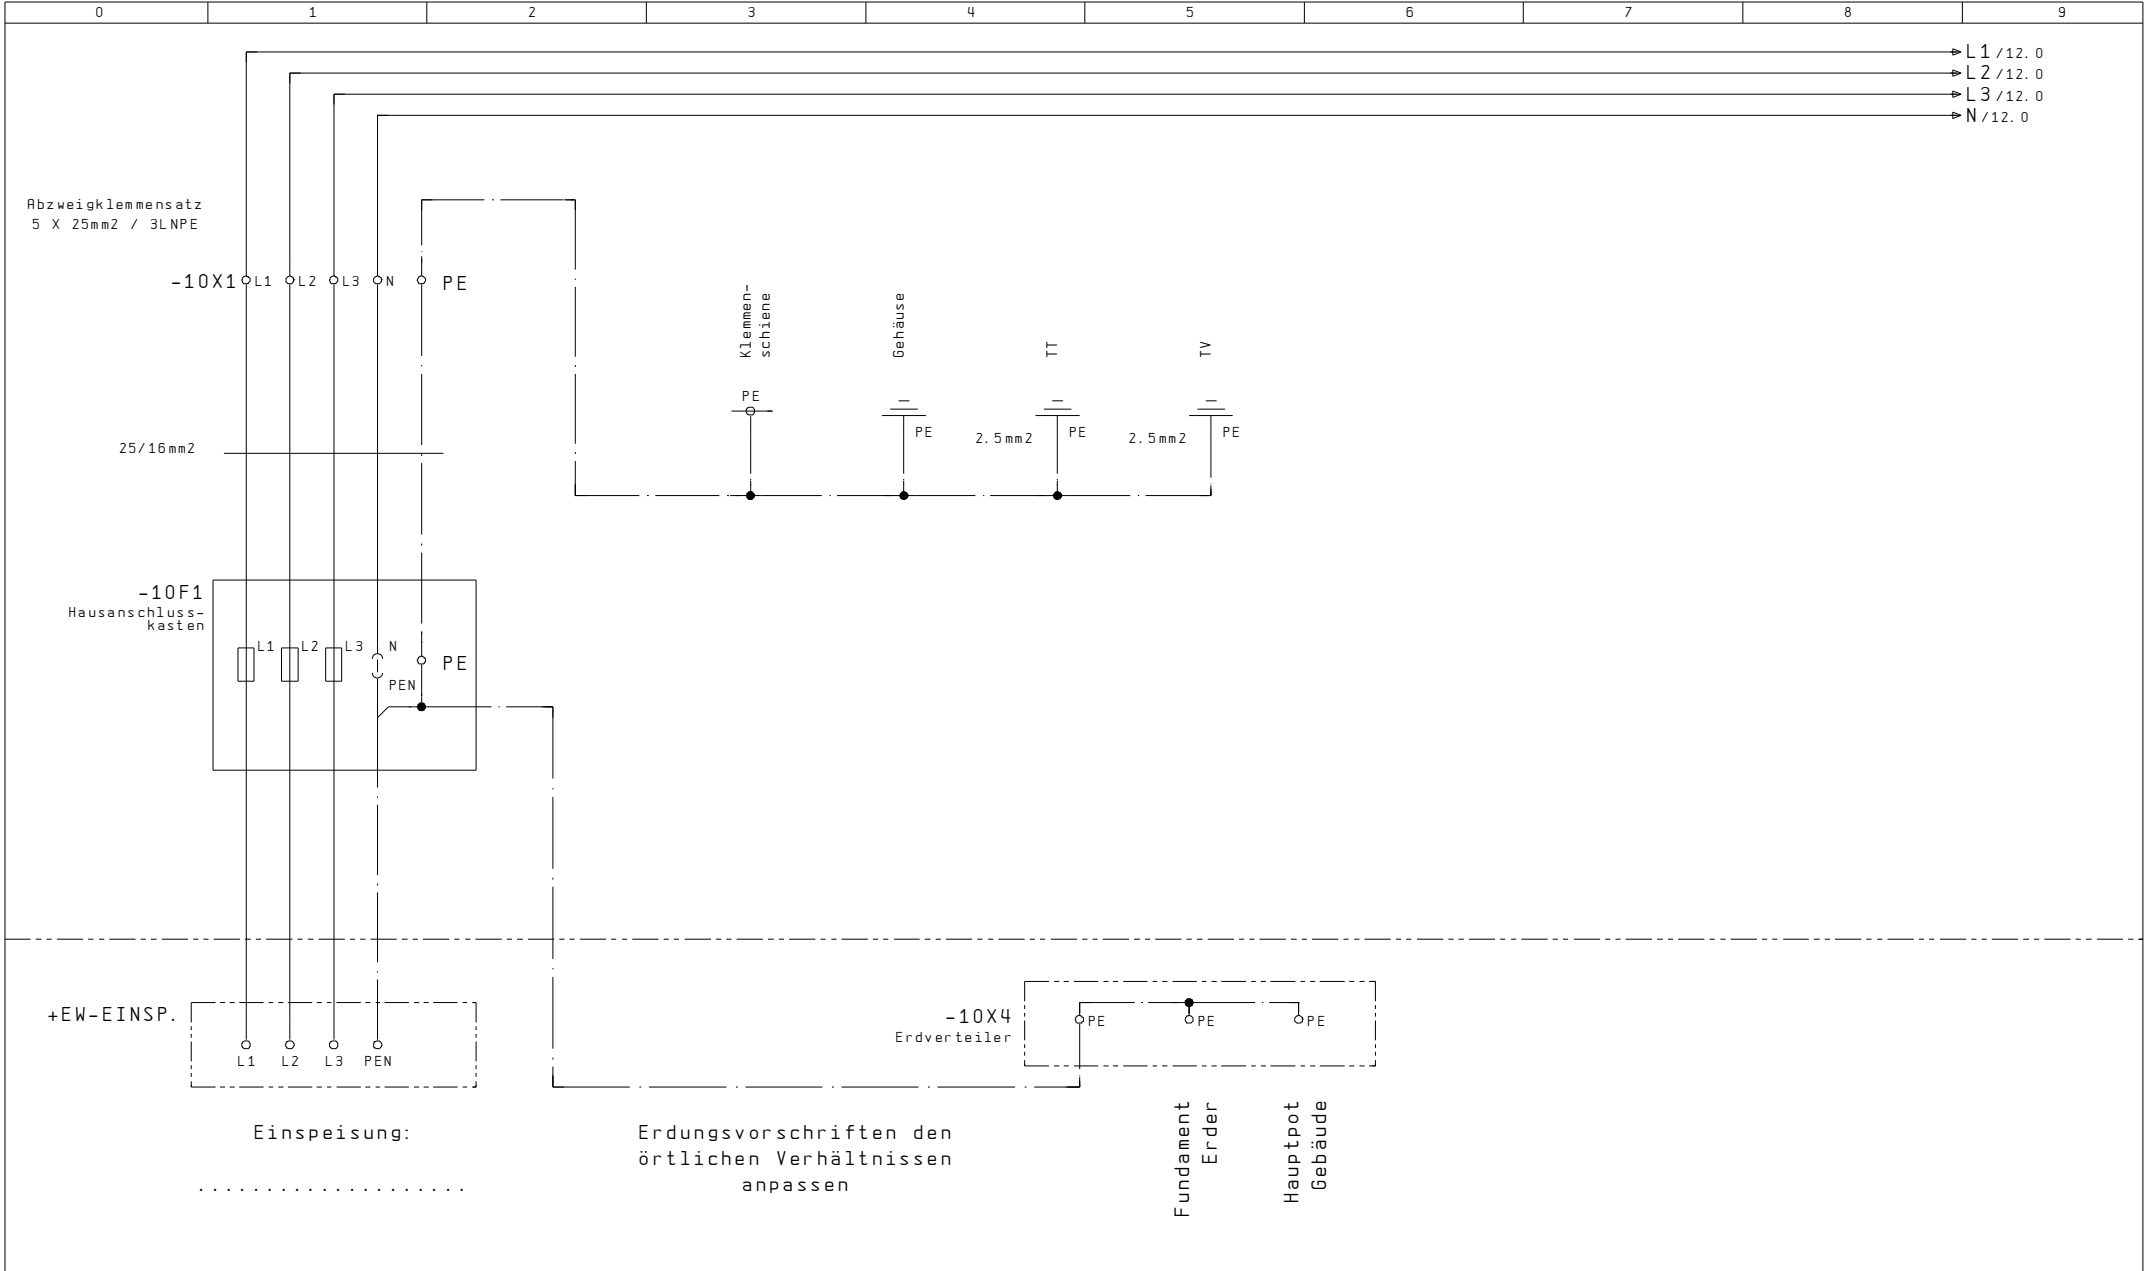 0 1 2 3 4 5 6 7 8 9
L1 /12.0
L2 /12.0
L3 /12.0
N /12.0
Abzweigklemmensatz
5 X 25mm2 / 3LNPE
-10X1 L1 L2 L3 N PE
Klemmen-
schiene
Gehäuse
TT
TV
PE
PE
2.5mm2 PE
2.5mm2 PE
25/16mm2
-10F1
Hausanschluss-
kasten
L1 L2 L3 N PE
PEN
+EW-EINSP.
L1 L2 L3 PEN
-10X4
Erdverteiler
PE PE PE
Einspeisung:
....................
Erdungsvorschriften den
örtlichen Verhältnissen
anpassen
Fundament
Erder
Hauptpot
Gebäude